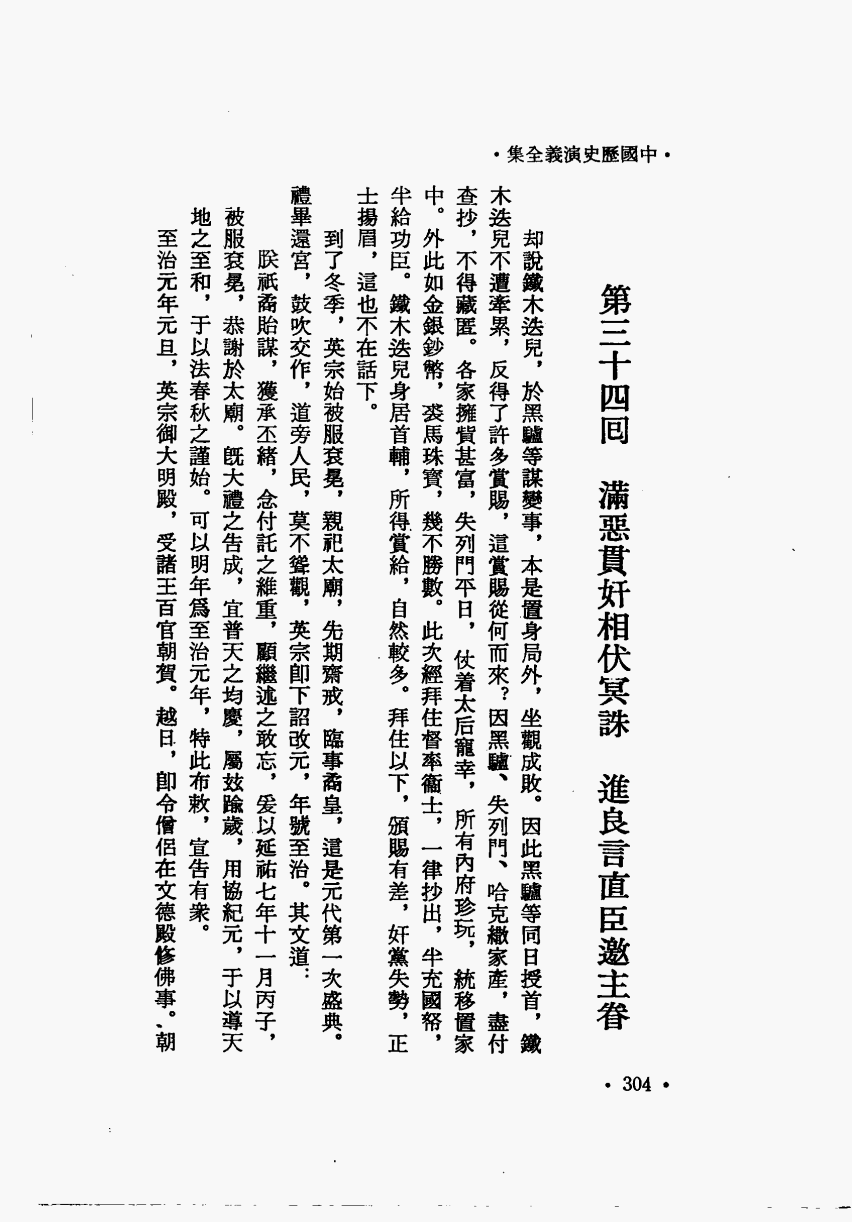 •中國歷史演義全集•
第三十四回　滿惡貫奸相伏冥誅　進良言直臣邀主眷
却說鐵木迭兒，於黑驢等謀變事，本是置身局外，坐觀成敗。因此黑驢等同日授首，鐵
木迭兒不遭牽累，反得了許多賞賜，這賞賜從何而來？因黑驢、失列門、哈克繖家產，盡付
查抄，不得藏匿。各家擁貲甚富，失列門平日，仗着太后寵幸，所有內府珍玩，統移置家
中。外此如金銀鈔幣，裘馬珠寶，幾不勝數。此次經拜住督率衞士，一律抄出，半充國帑，
半給功臣。鐵木迭兒身居首輔，所得賞給，自然較多。拜住以下，頒賜有差，奸黨失勢，正
士揚眉，這也不在話下。
到了冬季，英宗始被服袞冕，親祀太廟，先期齋戒，臨事矞皇，這是元代第一次盛典。
禮畢還宮，鼓吹交作，道旁人民，莫不聳觀，英宗卽下詔改元，年號至治。其文道：
朕祇矞貽謀，獲承丕緒，念付託之維重，顧繼述之敢忘，爰以延祐七年十一月丙子，
被服袞冕，恭謝於太廟。旣大禮之告成，宜普天之均慶，屬玆踰歲，用協紀元，于以導天
地之至和，于以法春秋之謹始。可以明年爲至治元年，特此布敕，宣告有衆。
至治元年元旦，英宗御大明殿，受諸王百官朝賀。越日，卽令僧侶在文德殿修佛事。朝
•304•